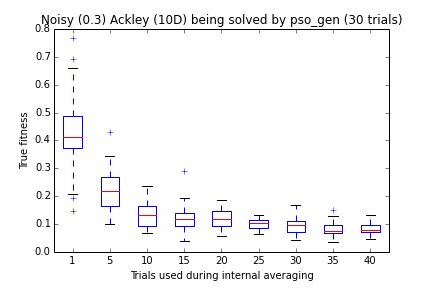 Noisy (0.3) Ackley (10D) being solved by pso_gen (30 trials)
0.8
0.7
0.6
0.5
0.4
0.3
0.2
0.1
0.0
True fitness
1 5 10 15 20 25 30 35 40
Trials used during internal averaging